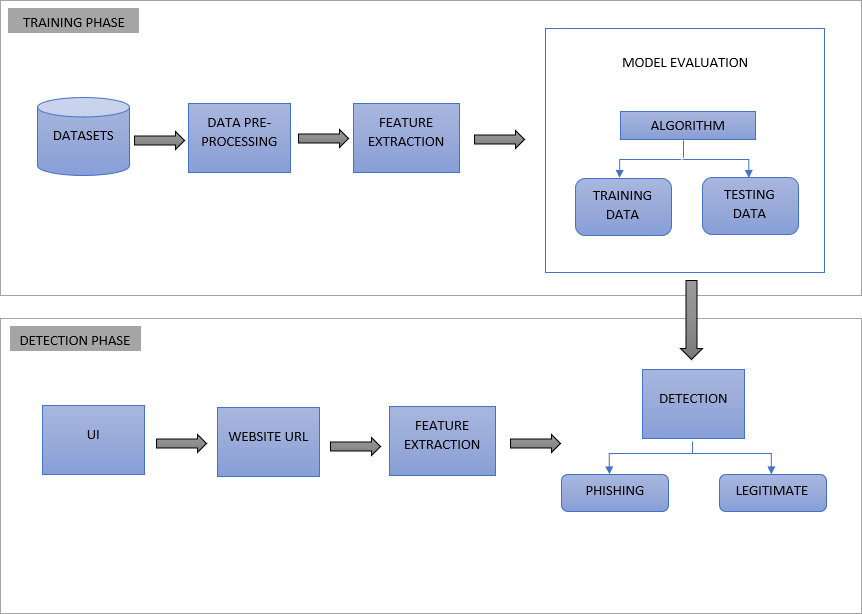 TRAINING PHASE
MODEL EVALUATION
DATASETS
DATA PRE-
PROCESSING
FEATURE
EXTRACTION
ALGORITHM
TRAINING
DATA
TESTING
DATA
DETECTION PHASE
UI
WEBSITE URL
FEATURE
EXTRACTION
DETECTION
PHISHING
LEGITIMATE